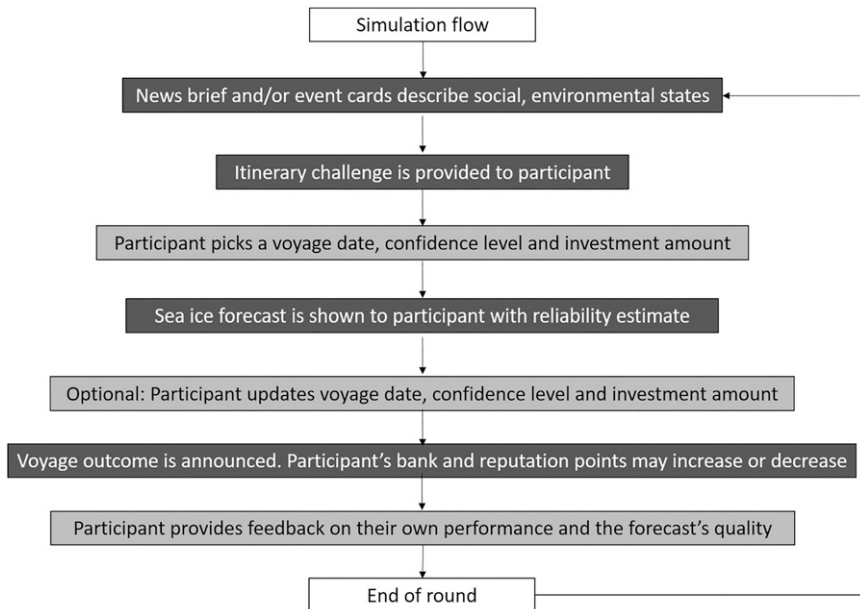 Simulation flow
News brief and/or event cards describe social, environmental states
Itinerary challenge is provided to participant
Participant picks a voyage date, confidence level and investment amount
Sea ice forecast is shown to participant with reliability estimate
Optional: Participant updates voyage date, confidence level and investment amount
Voyage outcome is announced. Participant’s bank and reputation points may increase or decrease
Participant provides feedback on their own performance and the forecast’s quality
End of round